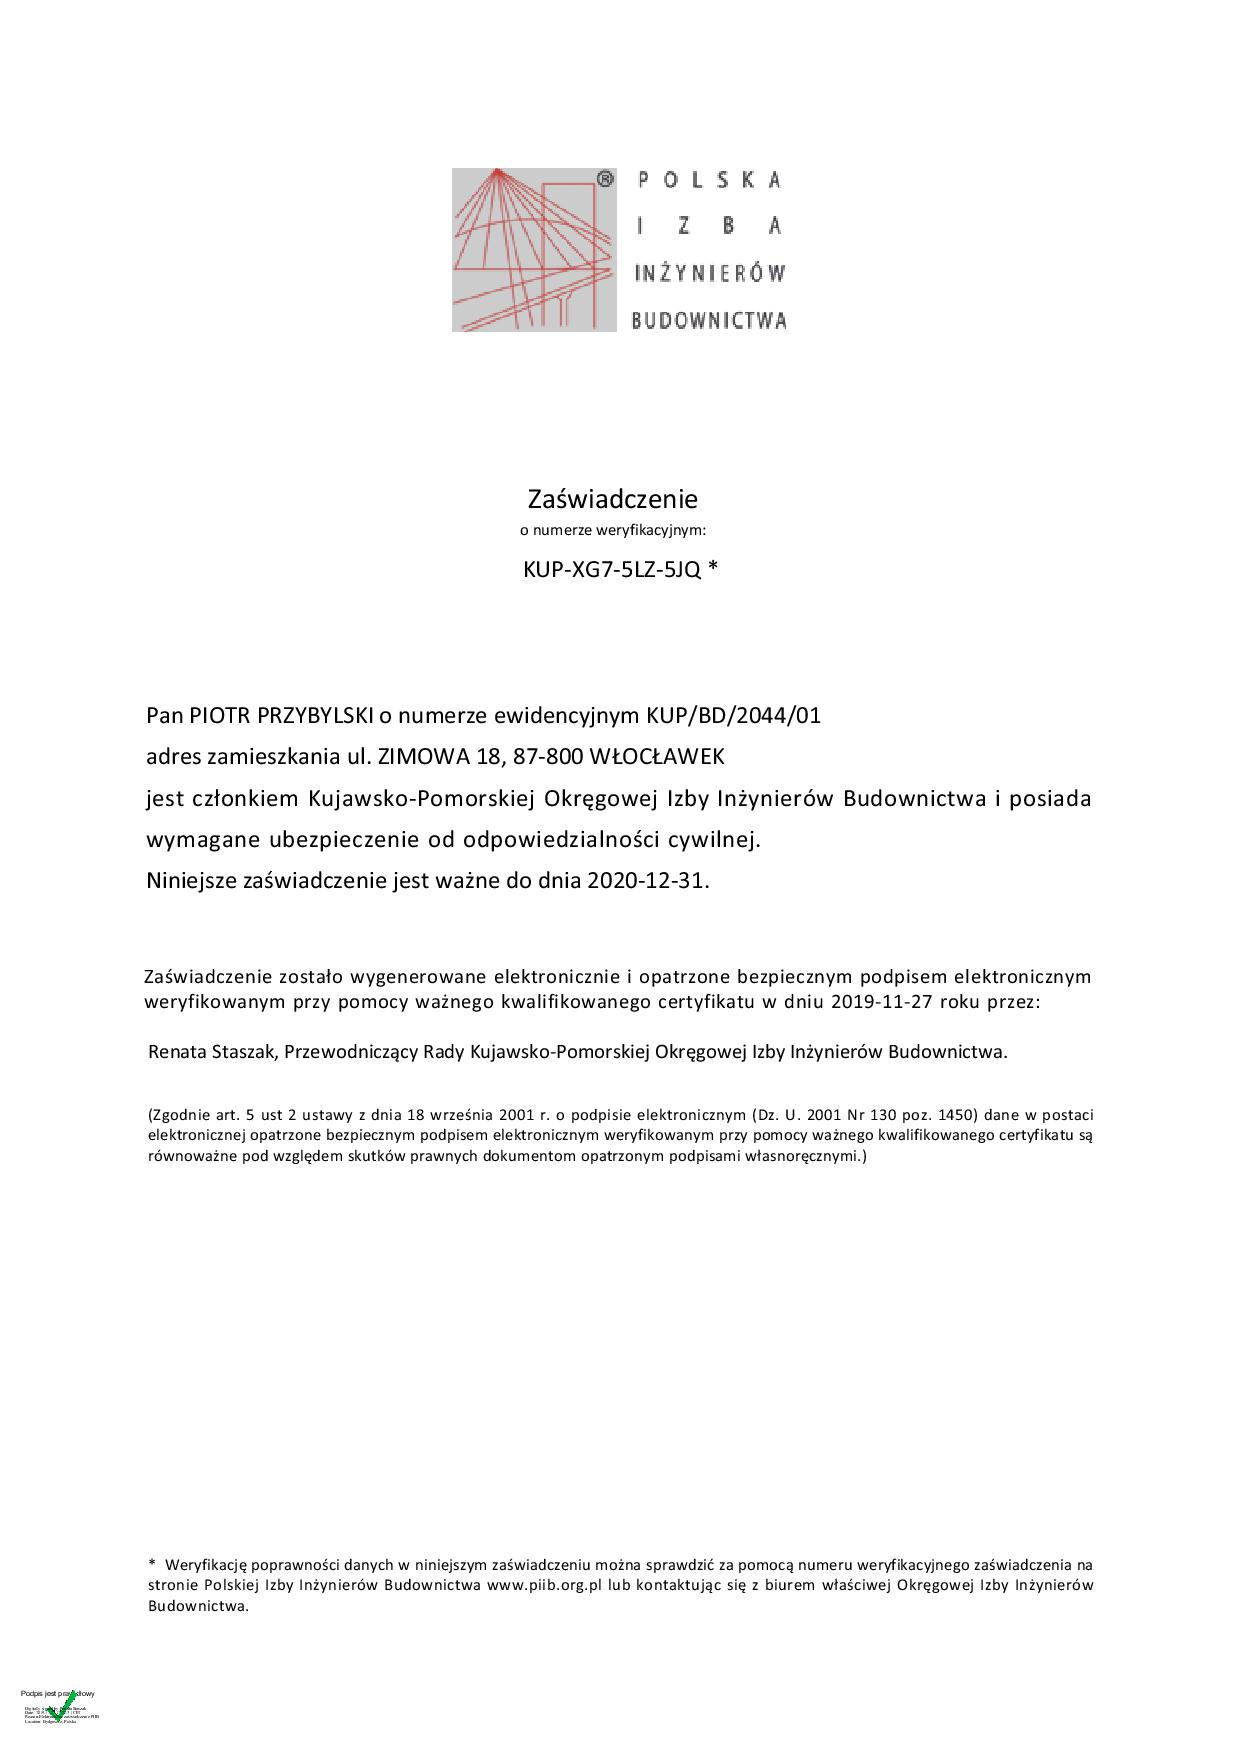 ®
POLSKA
IZBA
INŻYNIERÓW
BUDOWNICTWA
Zaświadczenie
o numerze weryfikacyjnym:
KUP-XG7-5LZ-5JQ *
Pan PIOTR PRZYBYLSKI o numerze ewidencyjnym KUP/BD/2044/01
adres zamieszkania ul. ZIMOWA 18, 87-800 WŁOCŁAWEK
jest członkiem Kujawsko-Pomorskiej Okręgowej Izby Inżynierów Budownictwa i posiada
wymagane ubezpieczenie od odpowiedzialności cywilnej.
Niniejsze zaświadczenie jest ważne do dnia 2020-12-31.
Zaświadczenie zostało wygenerowane elektronicznie i opatrzone bezpiecznym podpisem elektronicznym
weryfikowanym przy pomocy ważnego kwalifikowanego certyfikatu w dniu 2019-11-27 roku przez:
Renata Staszak, Przewodniczący Rady Kujawsko-Pomorskiej Okręgowej Izby Inżynierów Budownictwa.
(Zgodnie art. 5 ust 2 ustawy z dnia 18 września 2001 r. o podpisie elektronicznym (Dz. U. 2001 Nr 130 poz. 1450) dane w postaci
elektronicznej opatrzone bezpiecznym podpisem elektronicznym weryfikowanym przy pomocy ważnego kwalifikowanego certyfikatu są
równoważne pod względem skutków prawnych dokumentom opatrzonym podpisami własnoręcznymi.)
* Weryfikację poprawności danych w niniejszym zaświadczeniu można sprawdzić za pomocą numeru weryfikacyjnego zaświadczenia na
stronie Polskiej Izby Inżynierów Budownictwa www.piib.org.pl lub kontaktując się z biurem właściwej Okręgowej Izby Inżynierów
Budownictwa.
Podpis jest prawidłowy